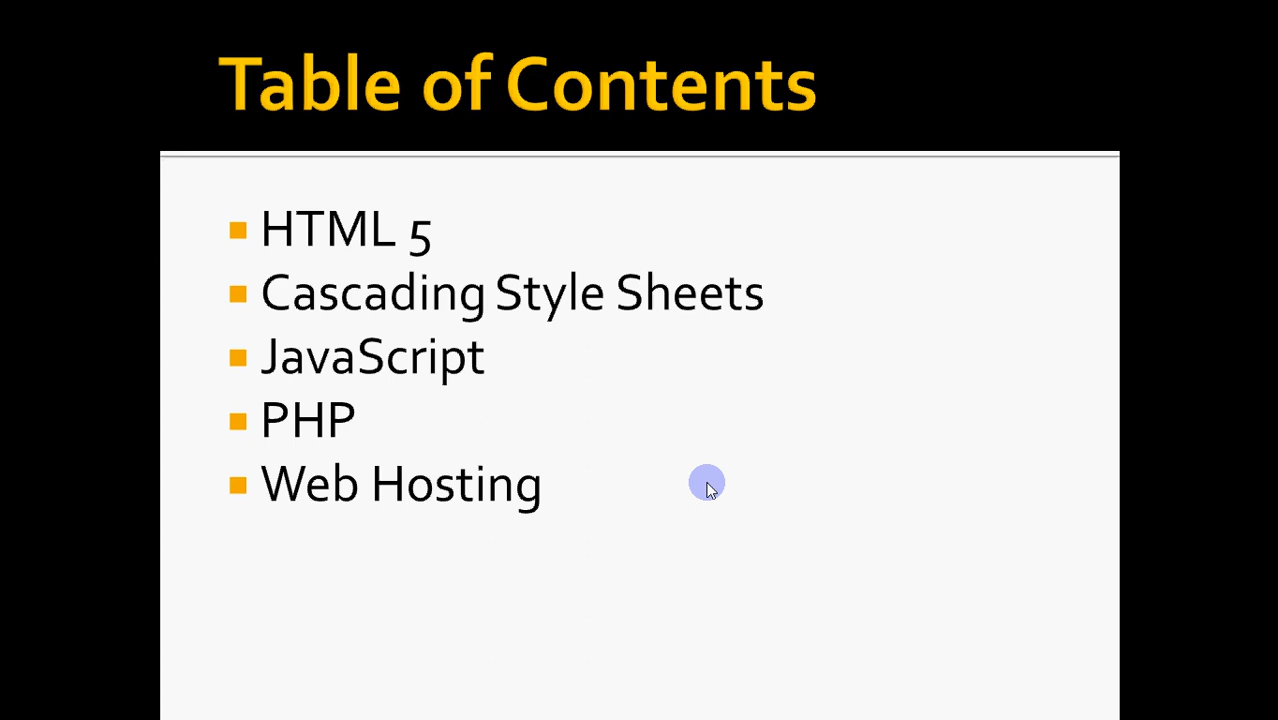 Table of Contents
HTML 5
Cascading Style Sheets
JavaScript
PHP
Web Hosting